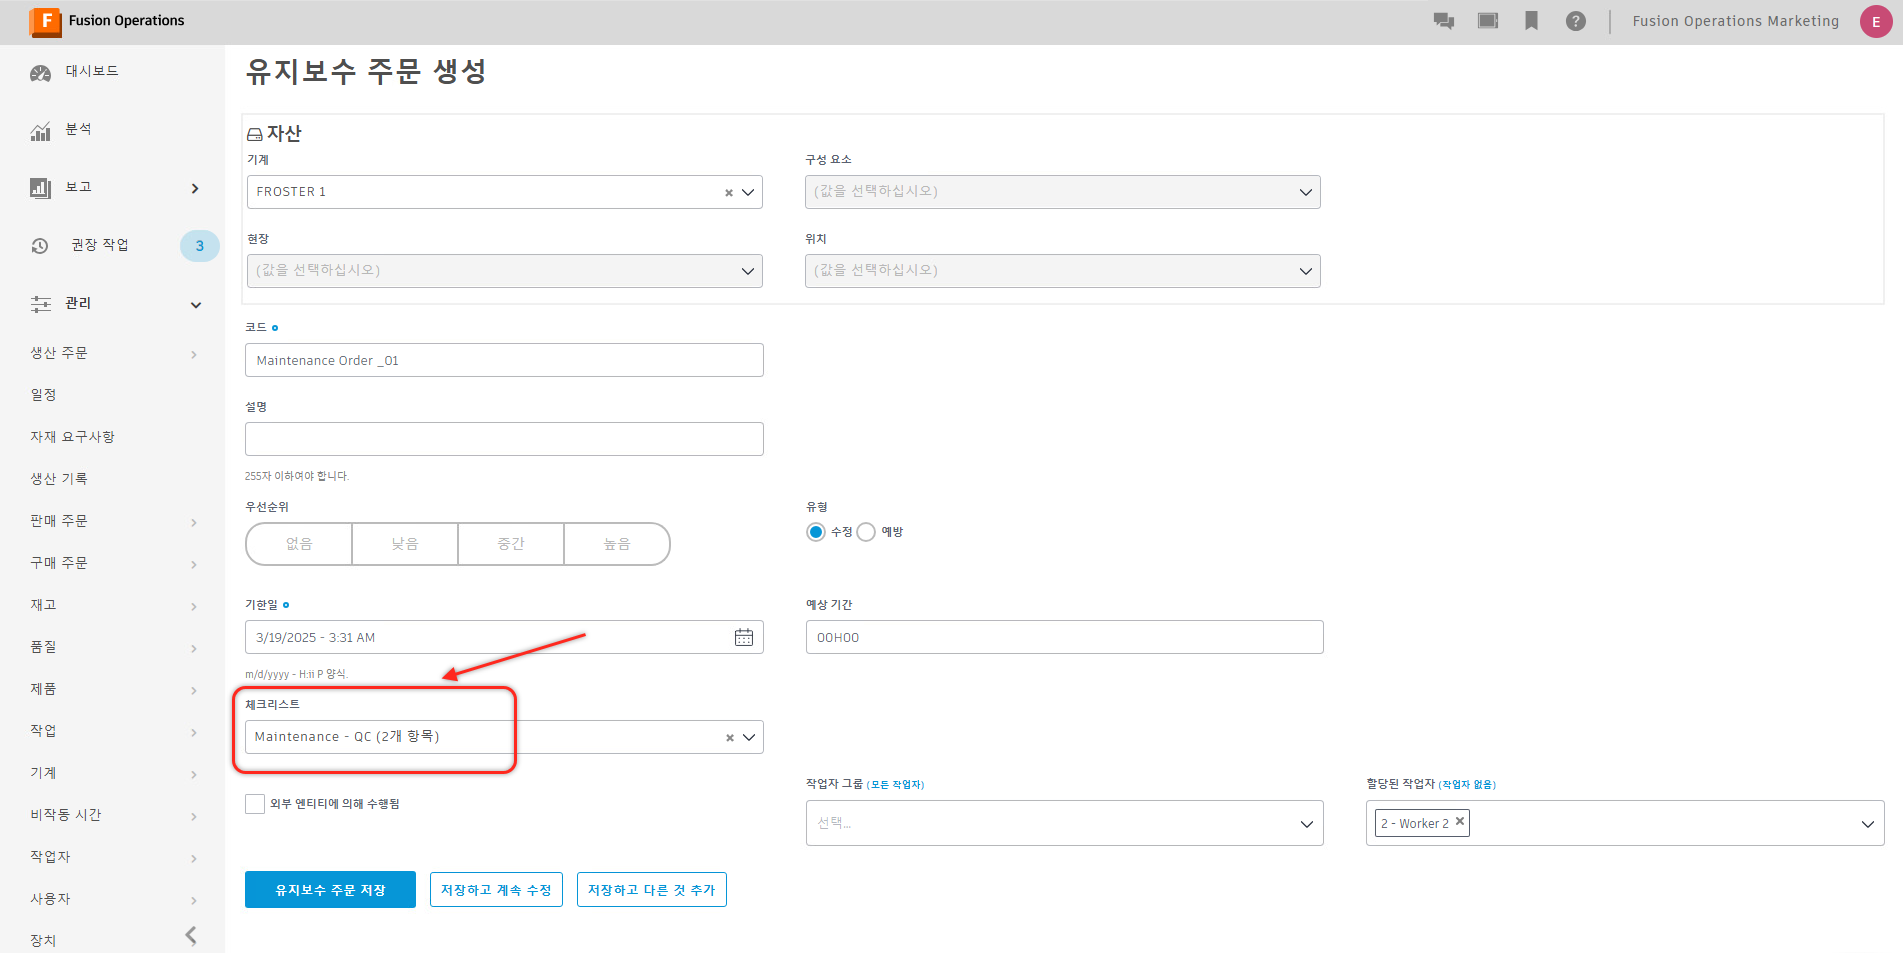 F Fusion Operations
Fusion Operations Marketing
E
대시보드
분석
보고
권장 작업
3
관리
생산 주문
일정
자재 요구사항
생산 기록
판매 주문
구매 주문
재고
품질
제품
작업
기계
비작동 시간
작업자
사용자
장치
유지보수 주문 생성
자산
기계
구성 요소
FROSTER 1
(값을 선택하십시오)
현장
위치
(값을 선택하십시오)
(값을 선택하십시오)
코드
Maintenance Order _01
설명
255자 이하여야 합니다.
우선순위
유형
없음
낮음
중간
높음
수정
예방
기한일
예상 기간
3/19/2025 - 3:31 AM
00H00
m/d/yyyy - H:ii P 양식.
체크리스트
Maintenance - QC (2개 항목)
외부 엔티티에 의해 수행됨
작업자 그룹 (모든 작업자)
선택...
할당된 작업자 (작업자 없음)
2 - Worker 2
유지보수 주문 저장
저장하고 계속 수정
저장하고 다른 것 추가